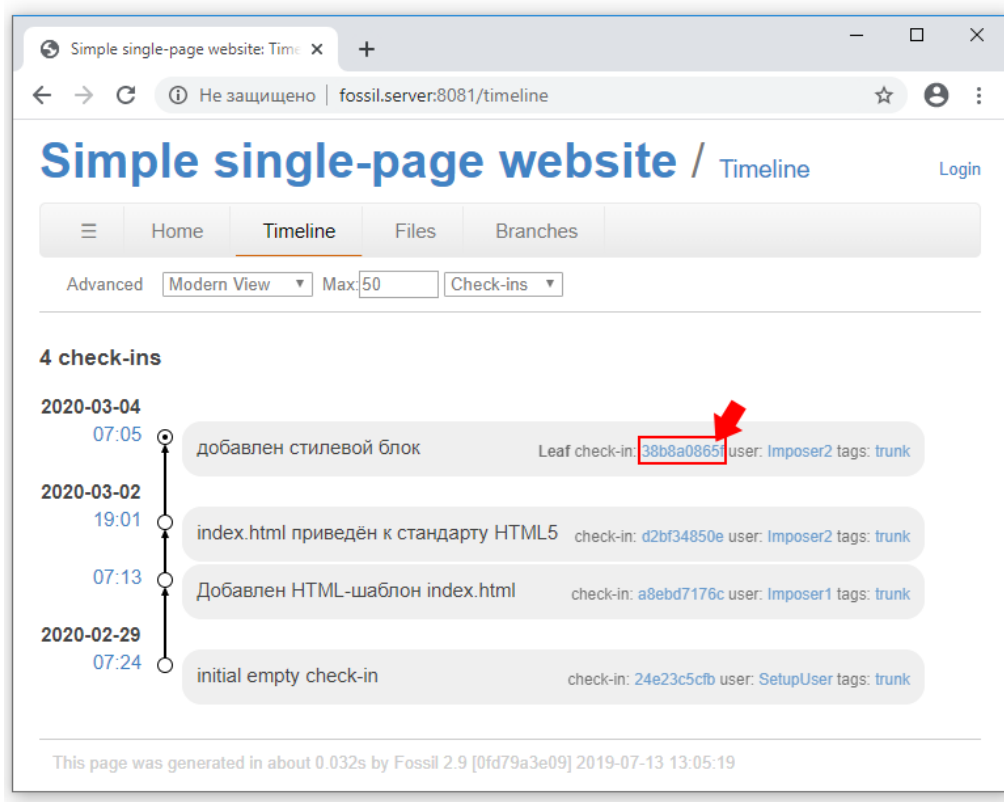 Simple single-page website: Time
Не защищено | fossil.server:8081/timeline
Simple single-page website / Timeline
Login
☰ Home Timeline Files Branches
Advanced Modern View Max: 50 Check-ins
4 check-ins
2020-03-04
07:05 добавлен стилевой блок Leaf check-in: 38b8a0865f user: Imposer2 tags: trunk
2020-03-02
19:01 index.html приведён к стандарту HTML5 check-in: d2bf34850e user: Imposer2 tags: trunk
07:13 Добавлен HTML-шаблон index.html check-in: a8ebd7176c user: Imposer1 tags: trunk
2020-02-29
07:24 initial empty check-in check-in: 24e23c5cfb user: SetupUser tags: trunk
This page was generated in about 0.032s by Fossil 2.9 [0fd79a3e09] 2019-07-13 13:05:19